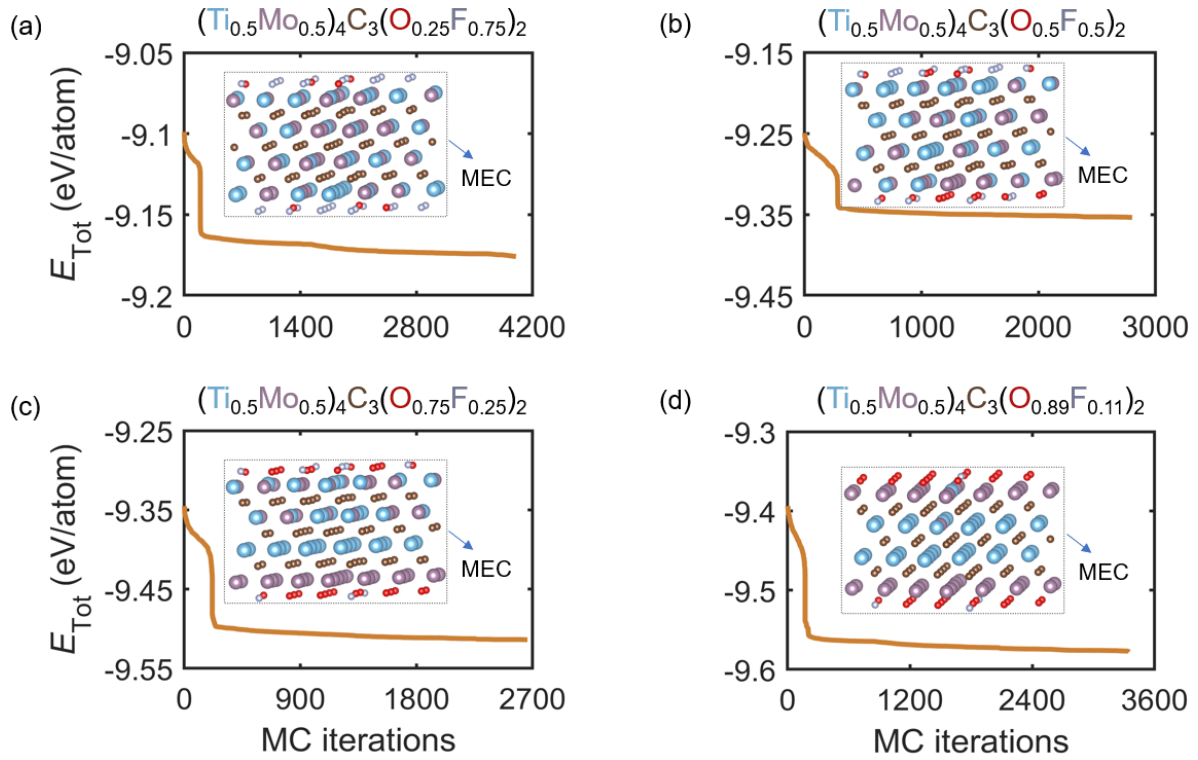 (a)
(Ti0.5Mo0.5)4C3(O0.25F0.75)2
-9.05
-9.1
-9.15
-9.2
ETot (eV/atom)
MEC
0 1400 2800 4200
(b)
(Ti0.5Mo0.5)4C3(O0.5F0.5)2
-9.15
-9.25
-9.35
-9.45
MEC
0 1000 2000 3000
(c)
(Ti0.5Mo0.5)4C3(O0.75F0.25)2
-9.25
-9.35
-9.45
-9.55
ETot (eV/atom)
MEC
0 900 1800 2700
MC iterations
(d)
(Ti0.5Mo0.5)4C3(O0.89F0.11)2
-9.3
-9.4
-9.5
-9.6
MEC
0 1200 2400 3600
MC iterations